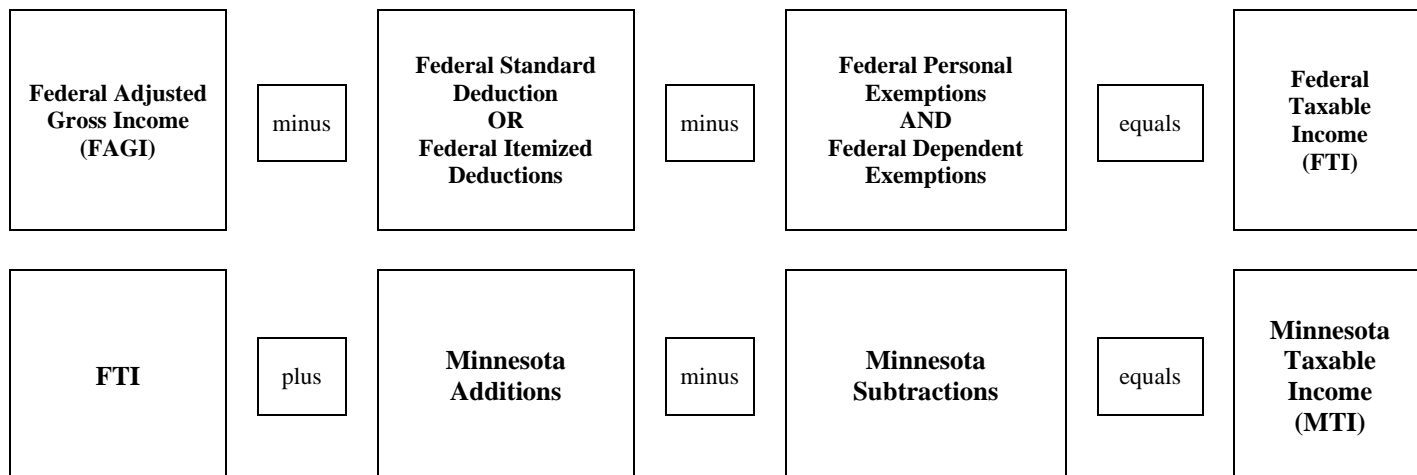 Federal Adjusted
Gross Income
(FAGI)
minus
Federal Standard
Deduction
OR
Federal Itemized
Deductions
minus
Federal Personal
Exemptions
AND
Federal Dependent
Exemptions
equals
Federal
Taxable
Income
(FTI)
FTI
plus
Minnesota
Additions
minus
Minnesota
Subtractions
equals
Minnesota
Taxable
Income
(MTI)